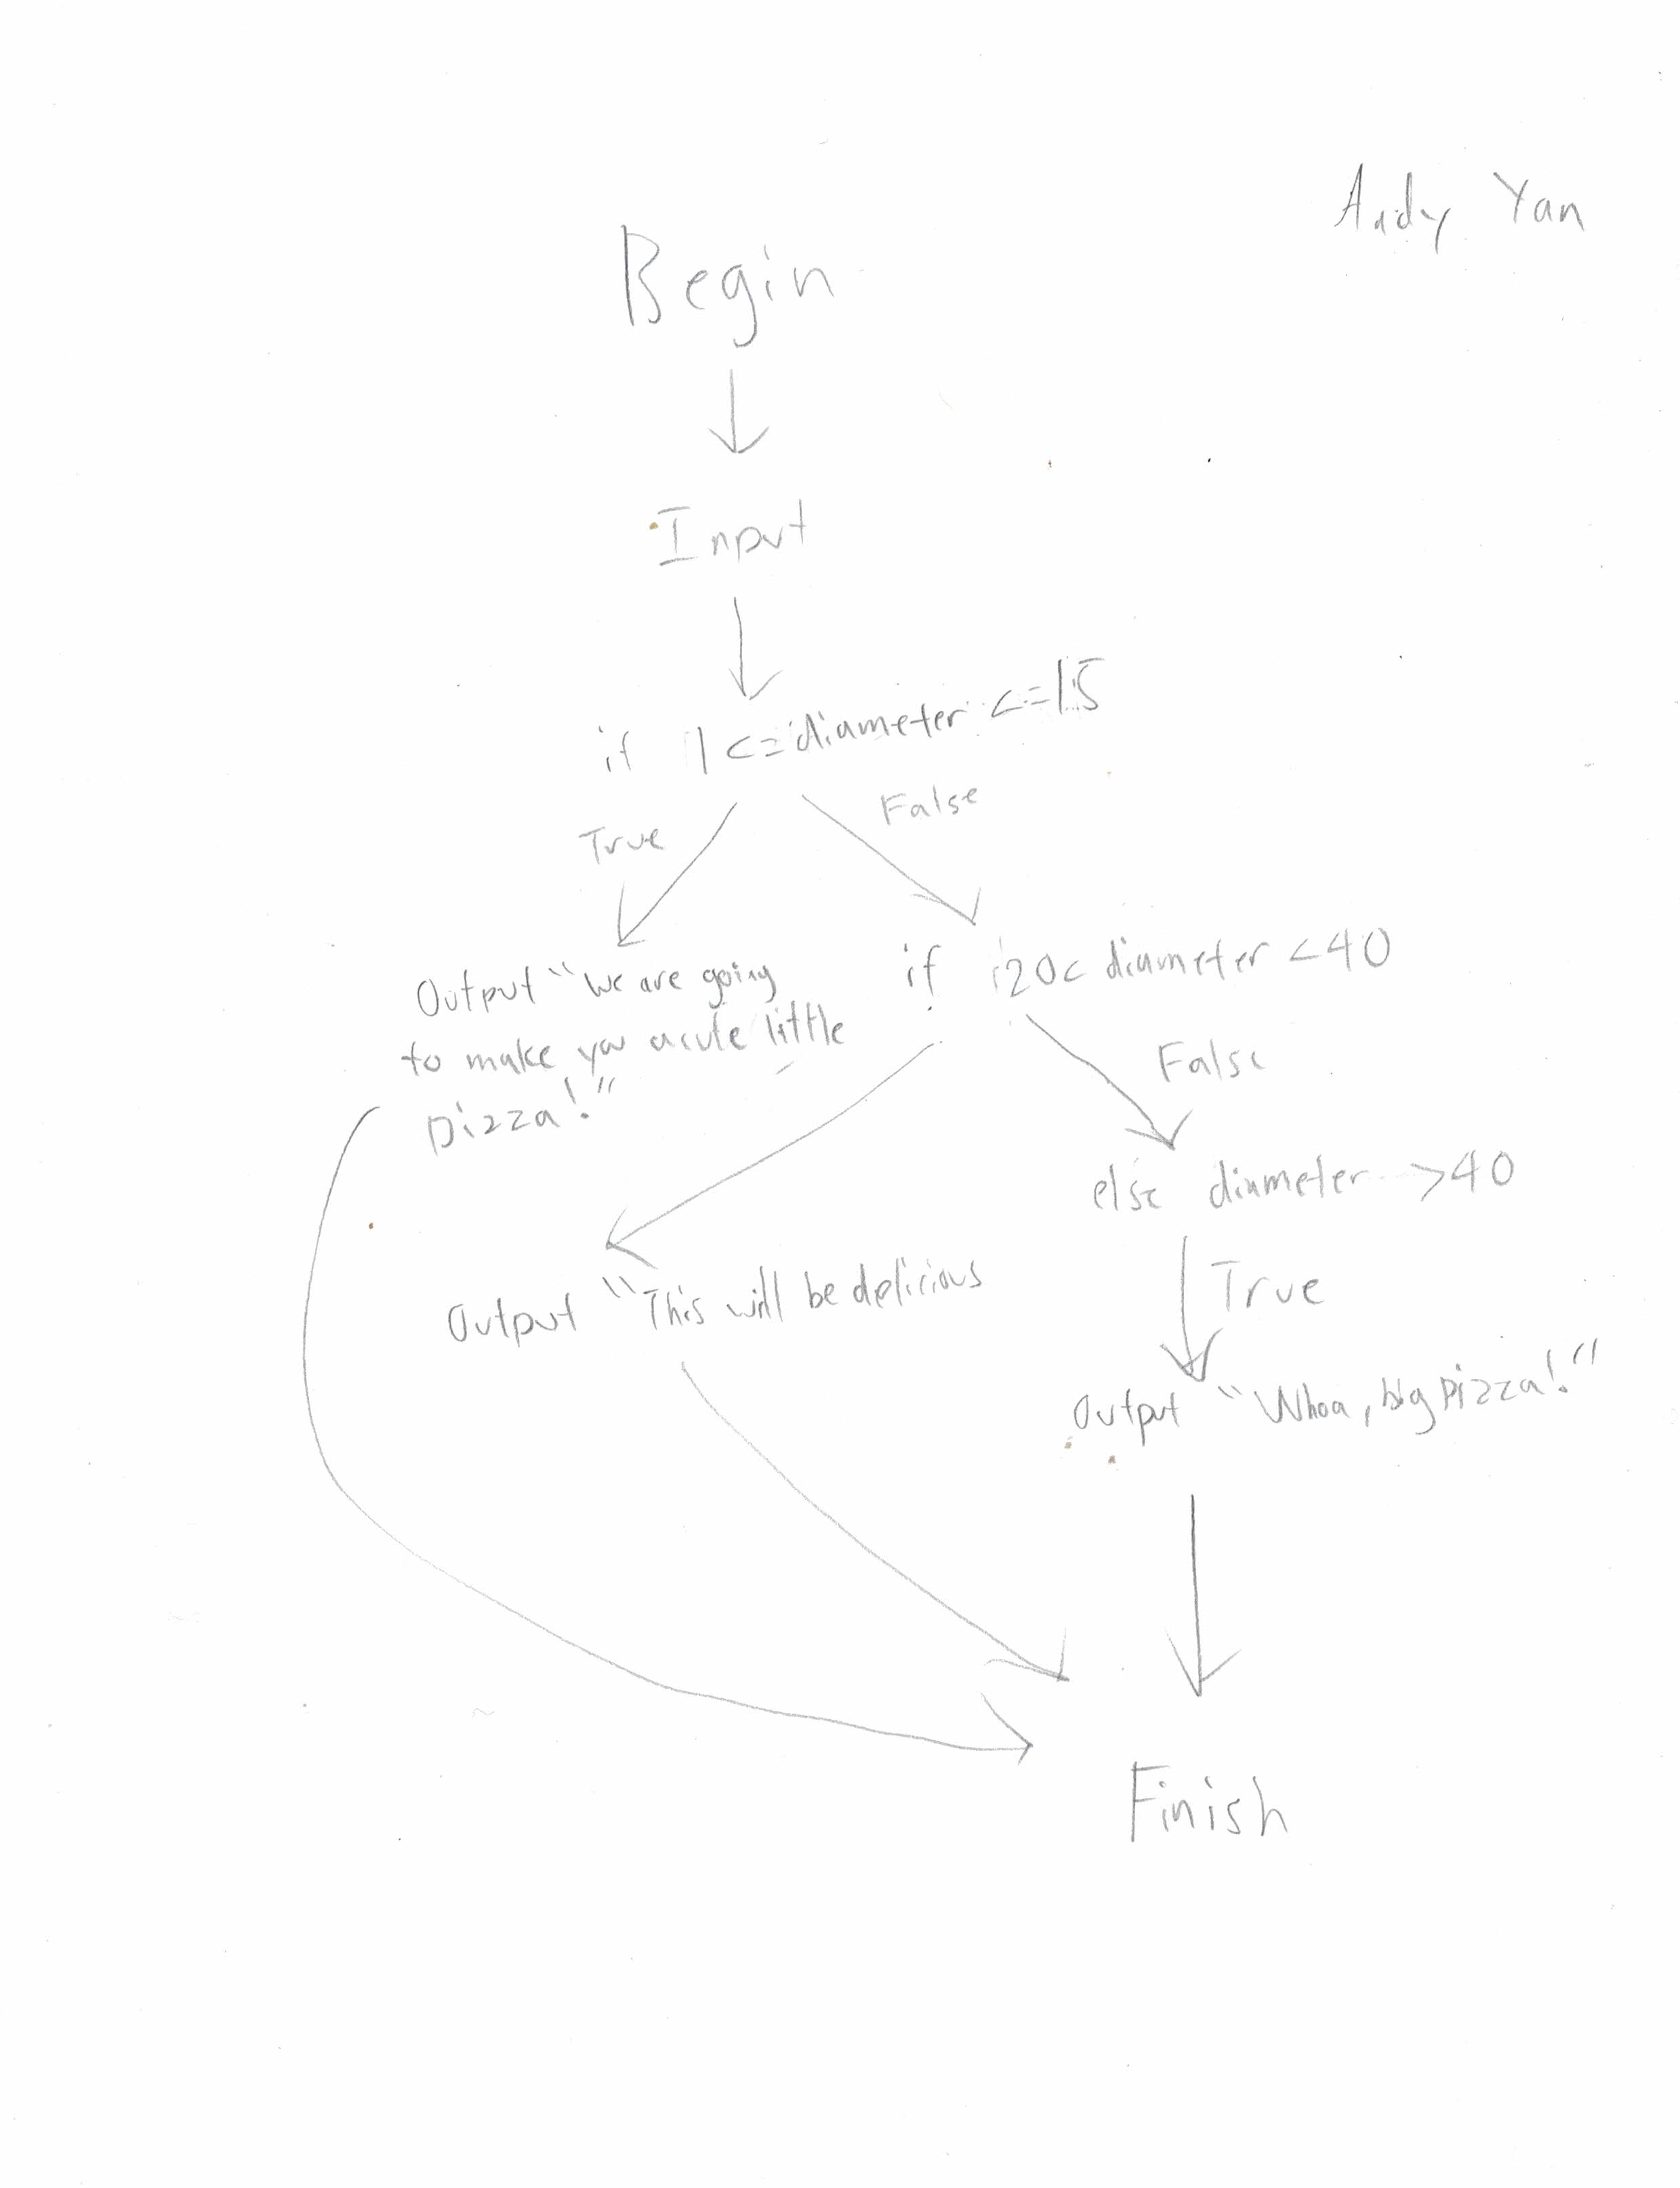 Andy Yan
Begin
Input
if 1<=diameter <=15
True
False
Output "We are going
to make you a cute little
pizza!"
if 20< diameter <40
False
else diameter >40
Output "This will be delicious
True
Output "Whoa, big pizza!"
Finish